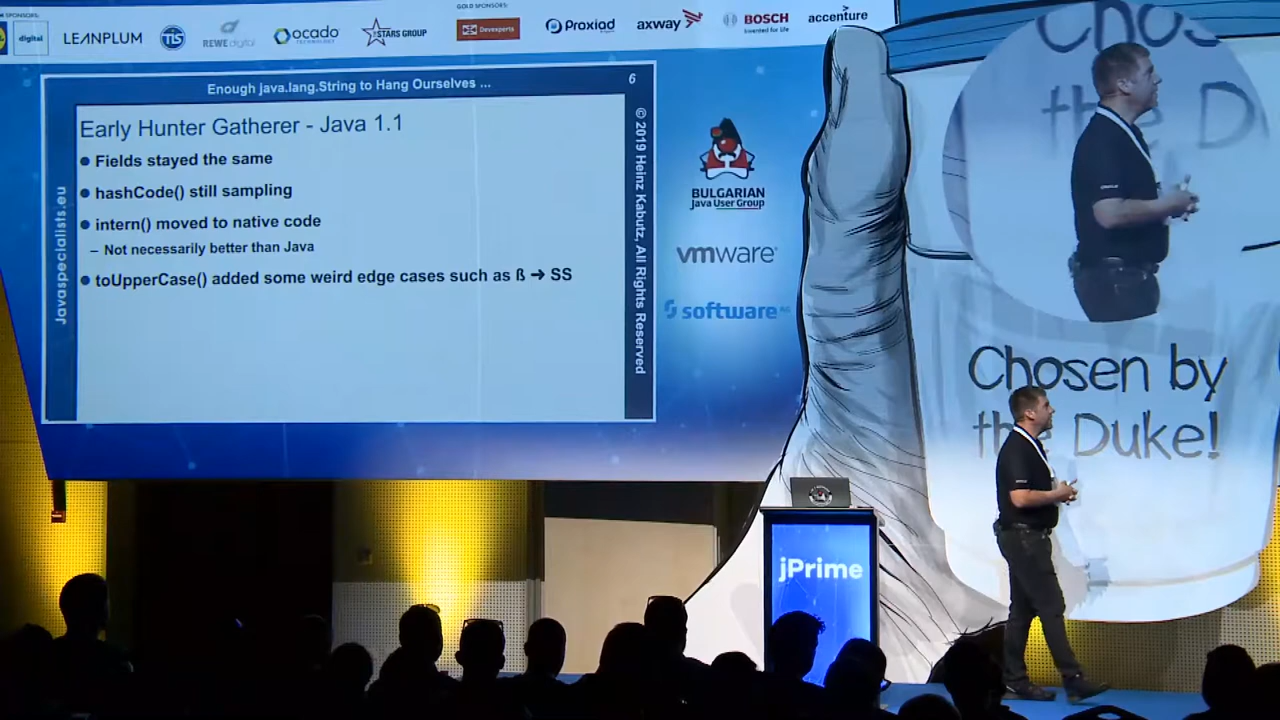 SPONSORS:
digital
LEANPLUM
REWE digital
ocado
TECHNOLOGY
STARS GROUP
GOLD SPONSORS:
Devexperts
Proxiad
axway
BOSCH
Invented for life
accenture
Enough java.lang.String to Hang Ourselves ...
6
Early Hunter Gatherer - Java 1.1
● Fields stayed the same
● hashCode() still sampling
● intern() moved to native code
– Not necessarily better than Java
● toUpperCase() added some weird edge cases such as ß ➔ SS
Javaspecialists.eu
© 2019 Heinz Kabutz, All Rights Reserved
BULGARIAN
Java User Group
vmware
software
Chosen by
the Duke!
Chos
the D
jPrime